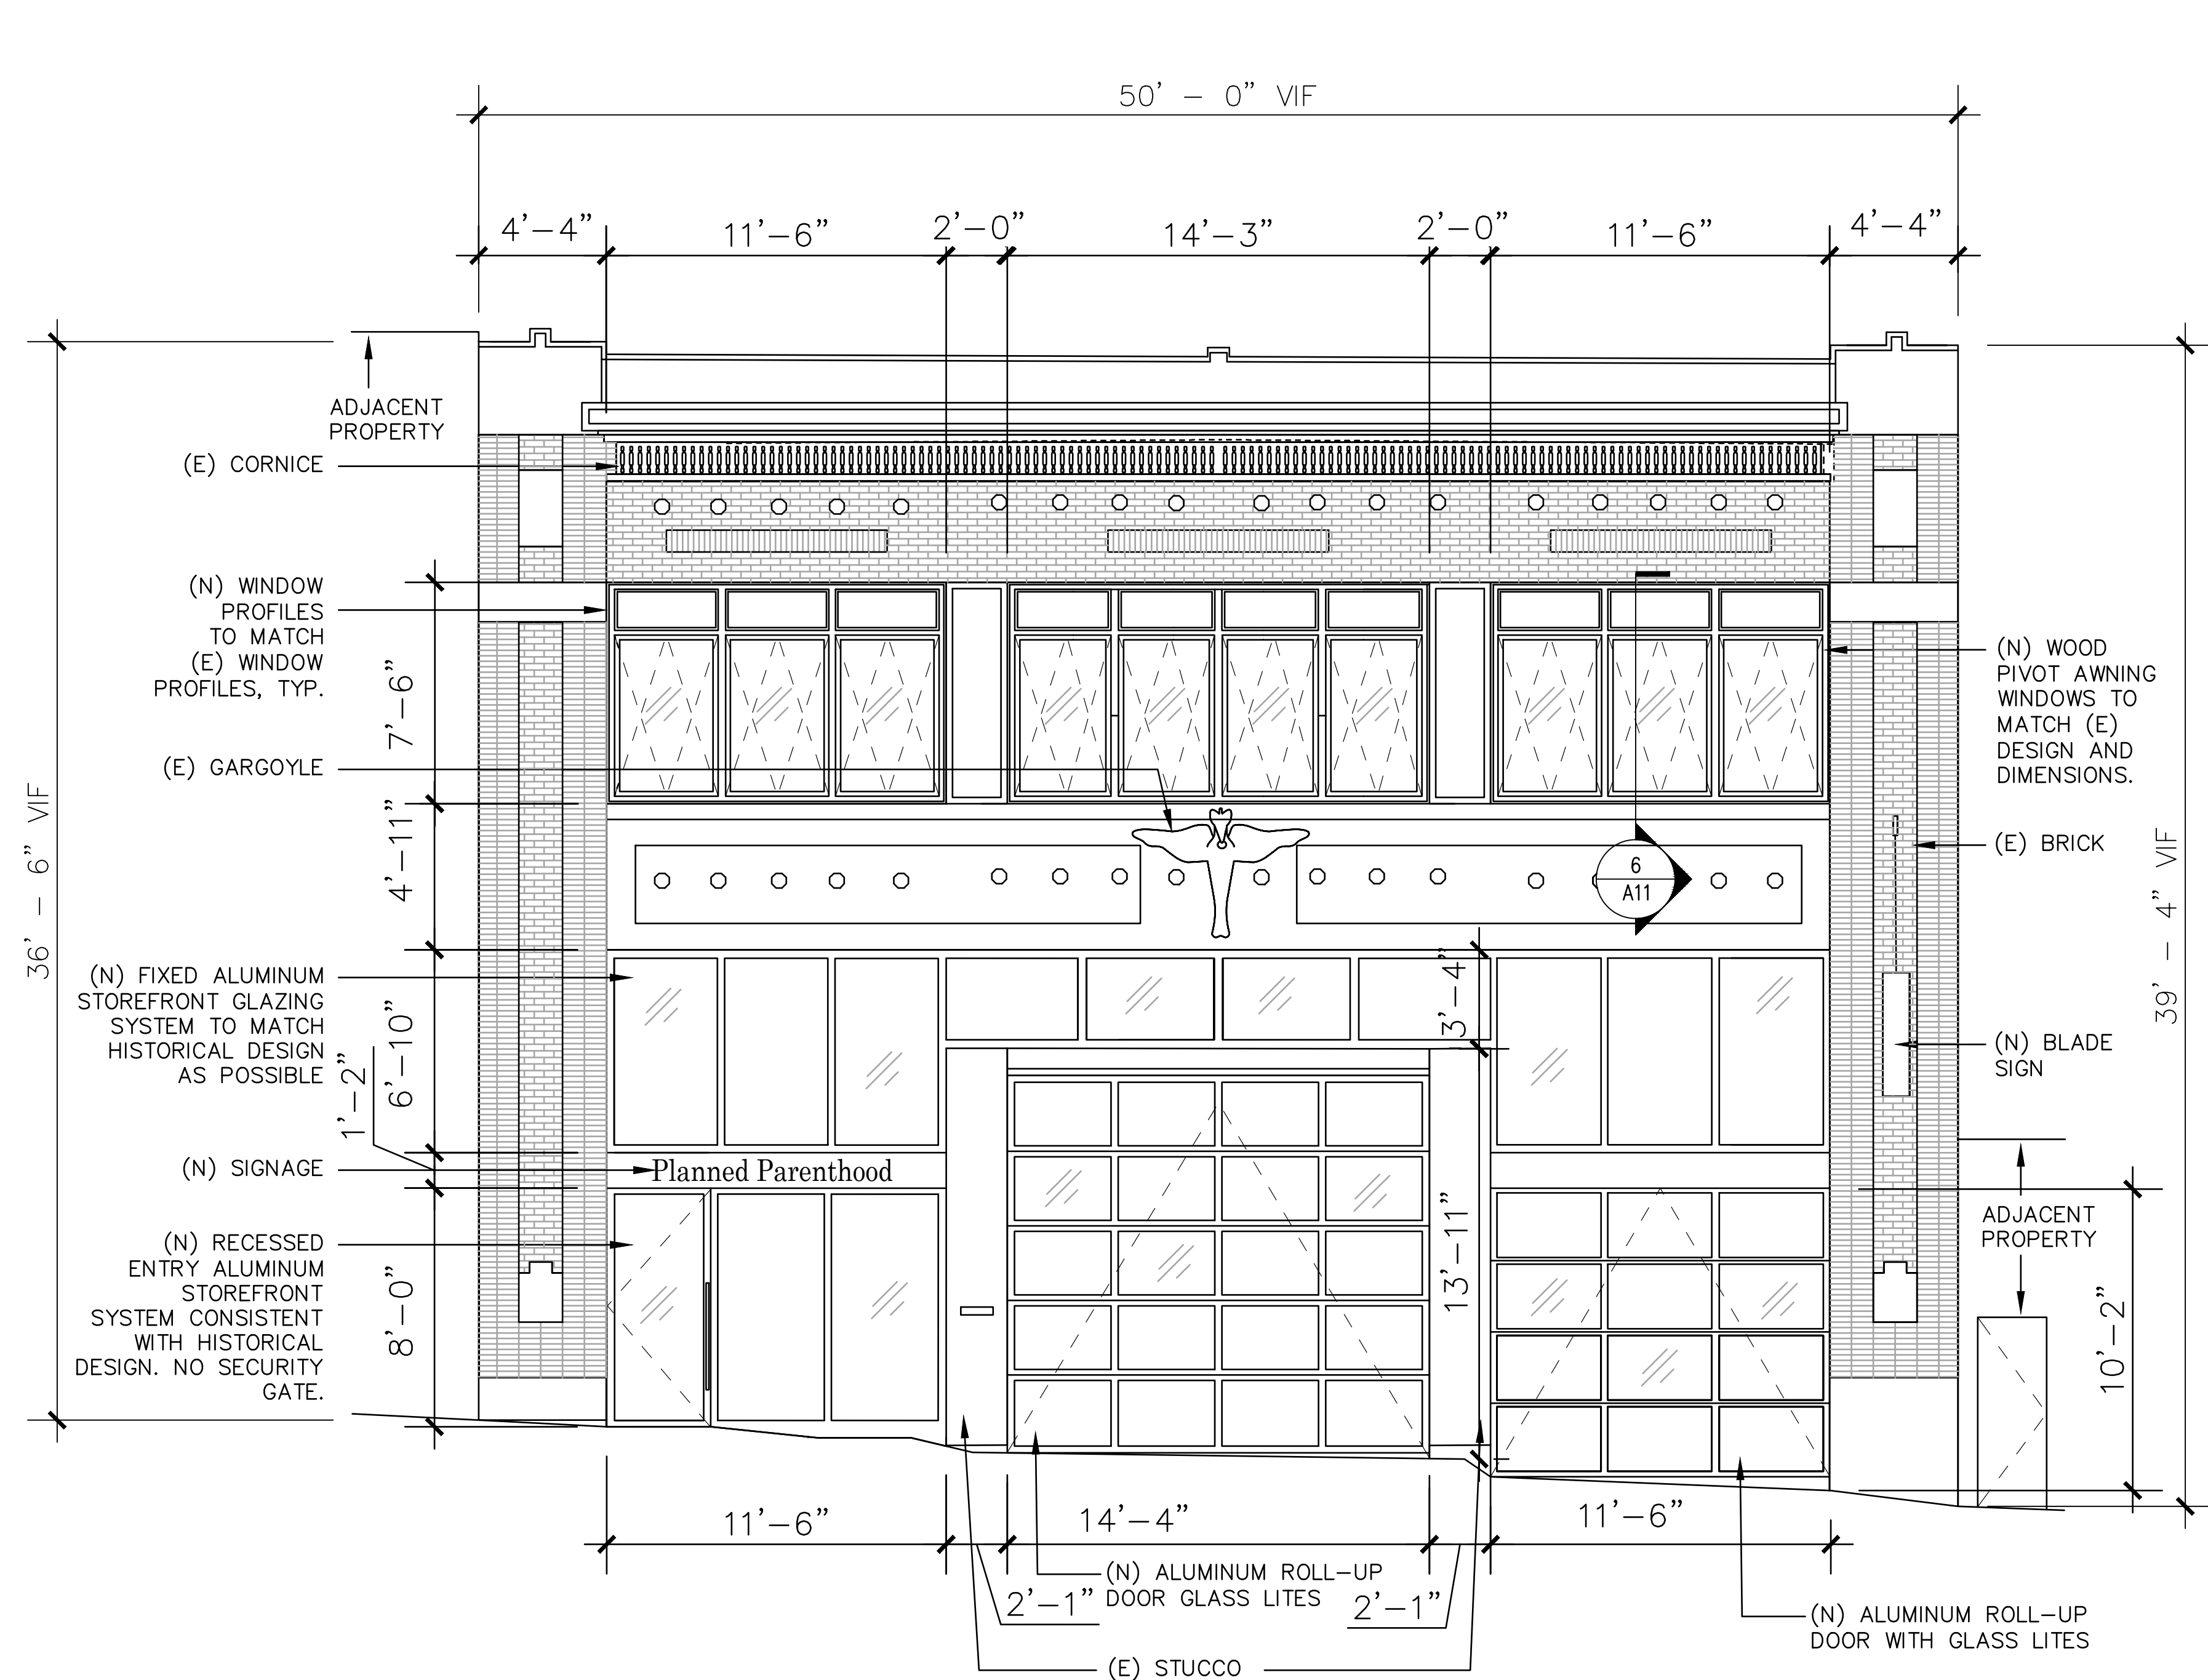 50' – 0" VIF
4'–4"
11'–6"
2'–0"
14'–3"
2'–0"
11'–6"
4'–4"
ADJACENT
PROPERTY
(E) CORNICE
(N) WINDOW
PROFILES
TO MATCH
(E) WINDOW
PROFILES, TYP.
7'–6"
(E) GARGOYLE
36' – 6" VIF
4'–11"
(N) FIXED ALUMINUM
STOREFRONT GLAZING
SYSTEM TO MATCH
HISTORICAL DESIGN
AS POSSIBLE
6'–10"
1'–2"
(N) SIGNAGE
Planned Parenthood
(N) RECESSED
ENTRY ALUMINUM
STOREFRONT
SYSTEM CONSISTENT
WITH HISTORICAL
DESIGN. NO SECURITY
GATE.
8'–0"
6
A11
3'–4"
13'–11"
(N) WOOD
PIVOT AWNING
WINDOWS TO
MATCH (E)
DESIGN AND
DIMENSIONS.
(E) BRICK
39' – 4" VIF
(N) BLADE
SIGN
ADJACENT
PROPERTY
10'–2"
11'–6"
14'–4"
11'–6"
2'–1"
(N) ALUMINUM ROLL–UP
DOOR GLASS LITES
2'–1"
(N) ALUMINUM ROLL–UP
DOOR WITH GLASS LITES
(E) STUCCO